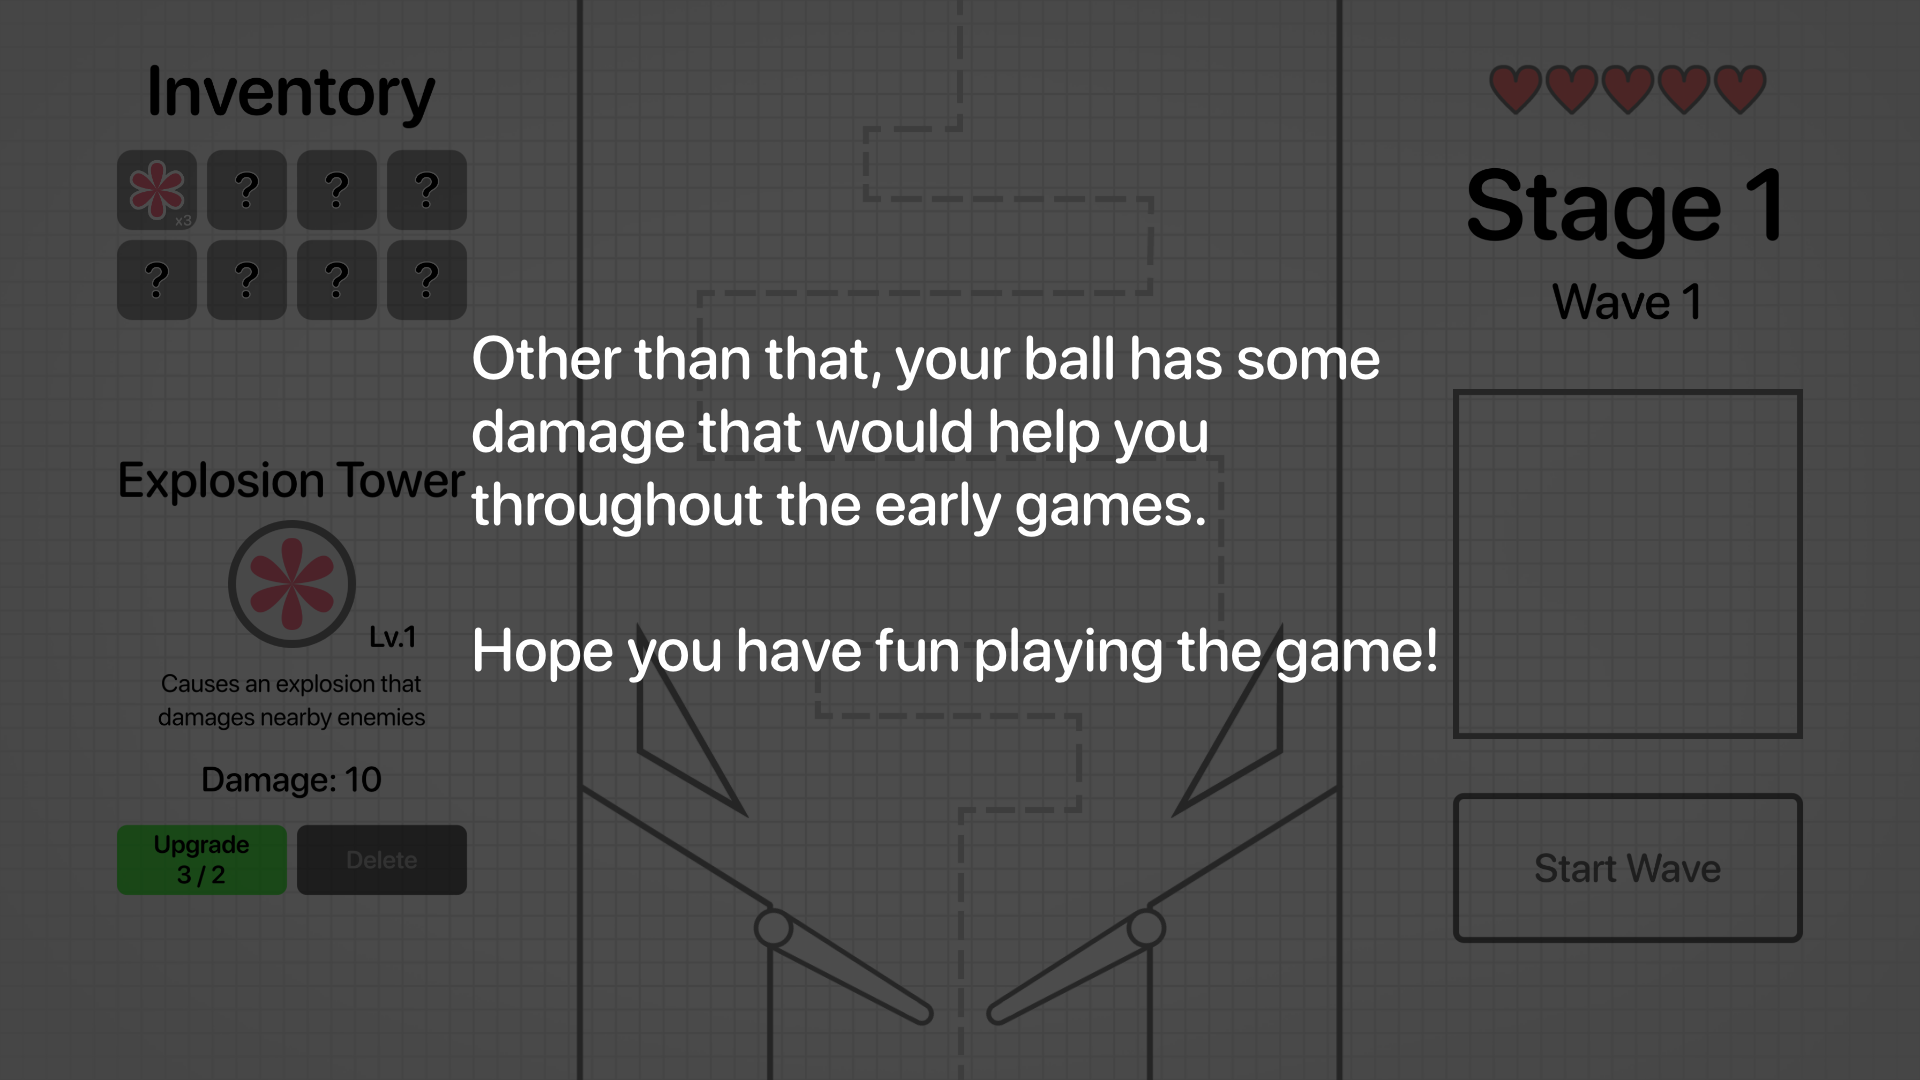 Inventory
x3
?
?
?
?
?
?
?
Explosion Tower
Lv.1
Causes an explosion that
damages nearby enemies
Damage: 10
Upgrade
3 / 2
Delete
Other than that, your ball has some
damage that would help you
throughout the early games.
Hope you have fun playing the game!
Stage 1
Wave 1
Start Wave